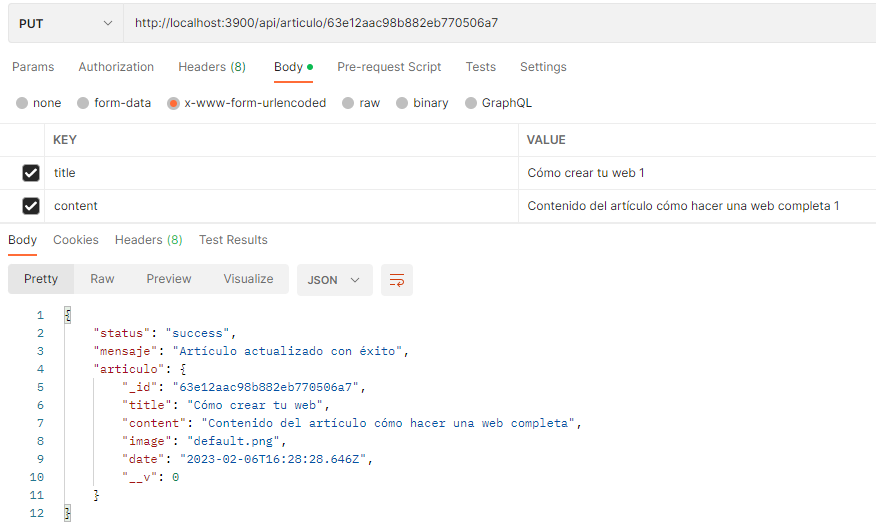 PUT http://localhost:3900/api/articulo/63e12aac98b882eb770506a7
Params Authorization Headers (8) Body Pre-request Script Tests Settings
none form-data x-www-form-urlencoded raw binary GraphQL
KEY VALUE
title Cómo crear tu web 1
content Contenido del artículo cómo hacer una web completa 1
Body Cookies Headers (8) Test Results
Pretty Raw Preview Visualize JSON
1 {
2 "status": "success",
3 "mensaje": "Artículo actualizado con éxito",
4 "articulo": {
5 "_id": "63e12aac98b882eb770506a7",
6 "title": "Cómo crear tu web",
7 "content": "Contenido del artículo cómo hacer una web completa",
8 "image": "default.png",
9 "date": "2023-02-06T16:28:28.646Z",
10 "__v": 0
11 }
12 }